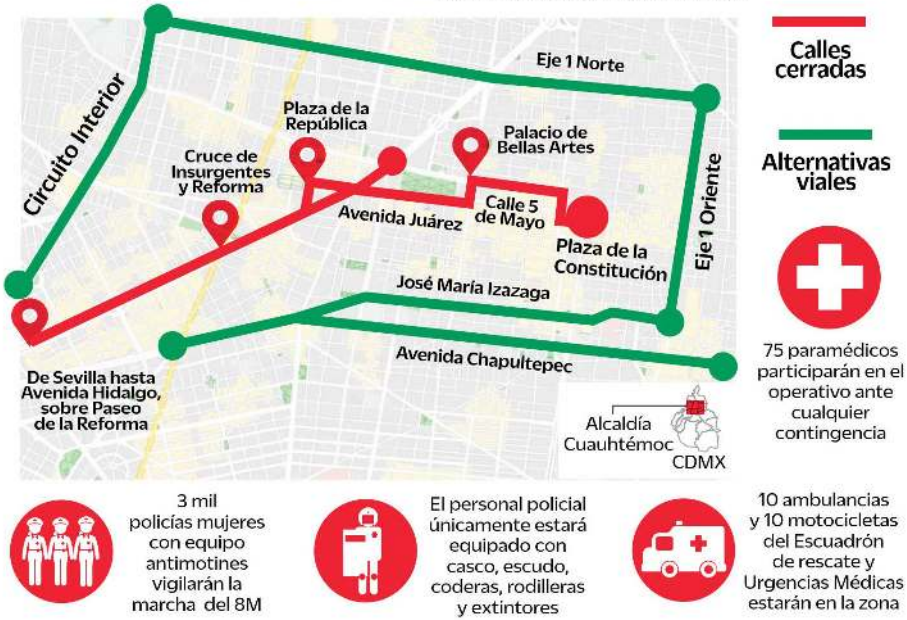 Eje 1 Norte
Circuito Interior
Plaza de la
República
Cruce de
Insurgentes
y Reforma
Palacio de
Bellas Artes
Avenida Juárez
Calle 5
de Mayo
Plaza de la
Constitución
Eje 1 Oriente
José María Izazaga
Avenida Chapultepec
De Sevilla hasta
Avenida Hidalgo,
sobre Paseo
de la Reforma
Alcaldía
Cuauhtémoc
CDMX
Calles
cerradas
Alternativas
viales
75 paramédicos
participarán en el
operativo ante
cualquier
contingencia
3 mil
policías mujeres
con equipo
antimotines
vigilarán la
marcha del 8M
El personal policial
únicamente estará
equipado con
casco, escudo,
coderas, rodilleras
y extintores
10 ambulancias
y 10 motocicletas
del Escuadrón
de rescate y
Urgencias Médicas
estarán en la zona